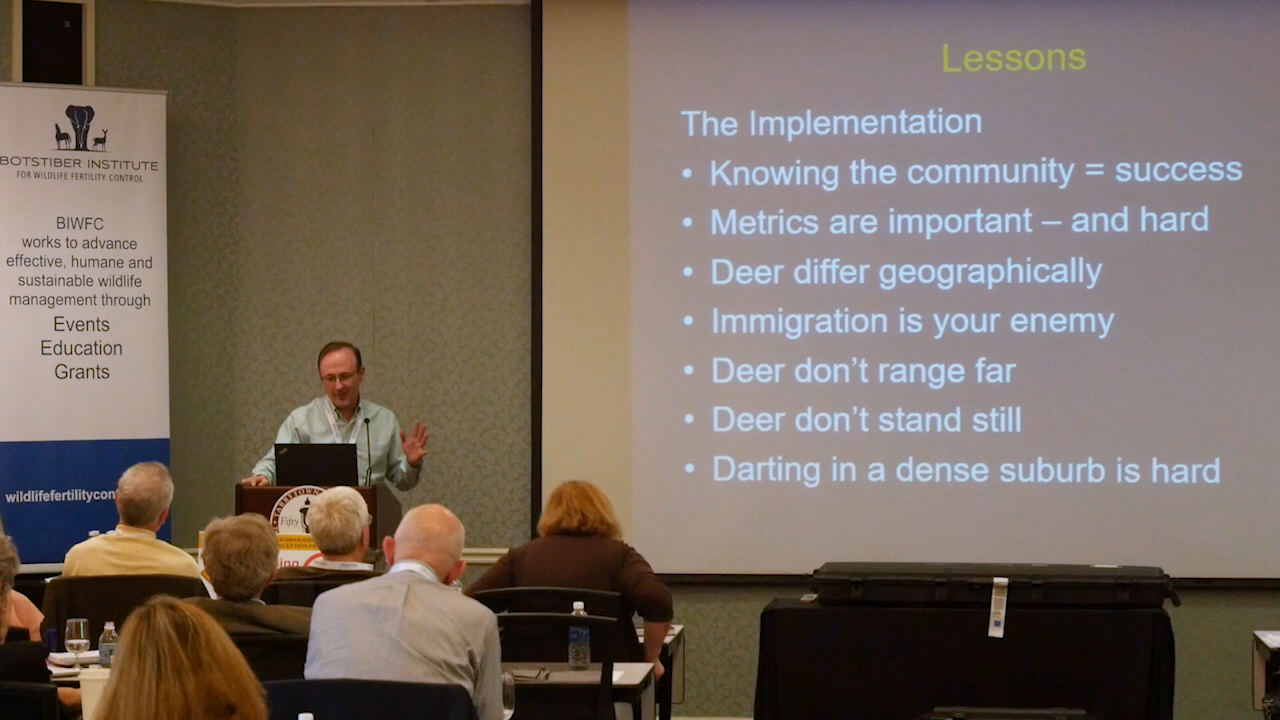 BOTSTIBER INSTITUTE
FOR WILDLIFE FERTILITY CONTROL
BIWFC
works to advance
effective, humane and
sustainable wildlife
management through
Events
Education
Grants
Lessons
The Implementation
• Knowing the community = success
• Metrics are important – and hard
• Deer differ geographically
• Immigration is your enemy
• Deer don't range far
• Deer don't stand still
• Darting in a dense suburb is hard